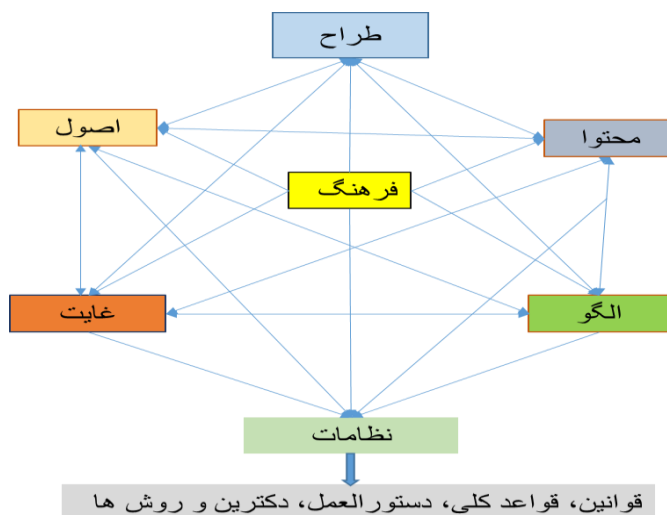 طراح
اصول
محتوا
فرهنگ
غایت
الگو
نظامات
قوانین، قواعد کلی، دستورالعمل، دکترین و روش ها